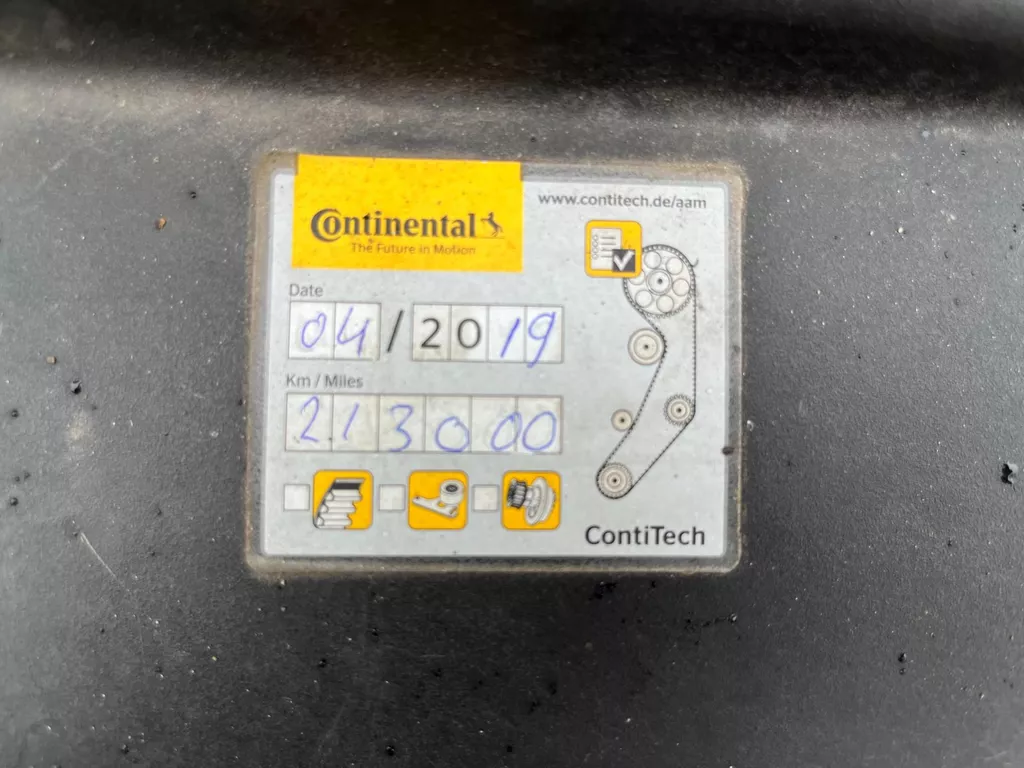 Continental
The Future in Motion
www.contitech.de/aam
Date
04/2019
Km / Miles
213000
ContiTech